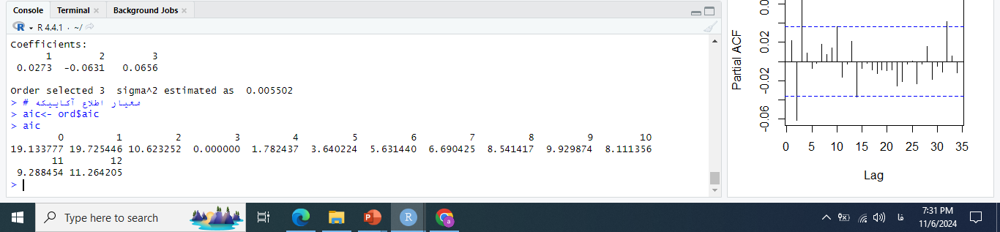 Console Terminal × Background Jobs ×
R 4.4.1 · ~/
Coefficients:
1 2 3
0.0273 -0.0631 0.0656
Order selected 3 sigma^2 estimated as 0.005502
> # معیار اطلاع آکاییکه
> aic<- ord$aic
> aic
0 1 2 3 4 5 6 7 8 9 10
19.133777 19.725446 10.623252 0.000000 1.782437 3.640224 5.631440 6.690425 8.541417 9.929874 8.111356
11 12
9.288454 11.264205
>
Partial ACF
0.02
-0.02
-0.06
0 5 10 15 20 25 30 35
Lag
Type here to search
فا
7:31 PM
11/6/2024